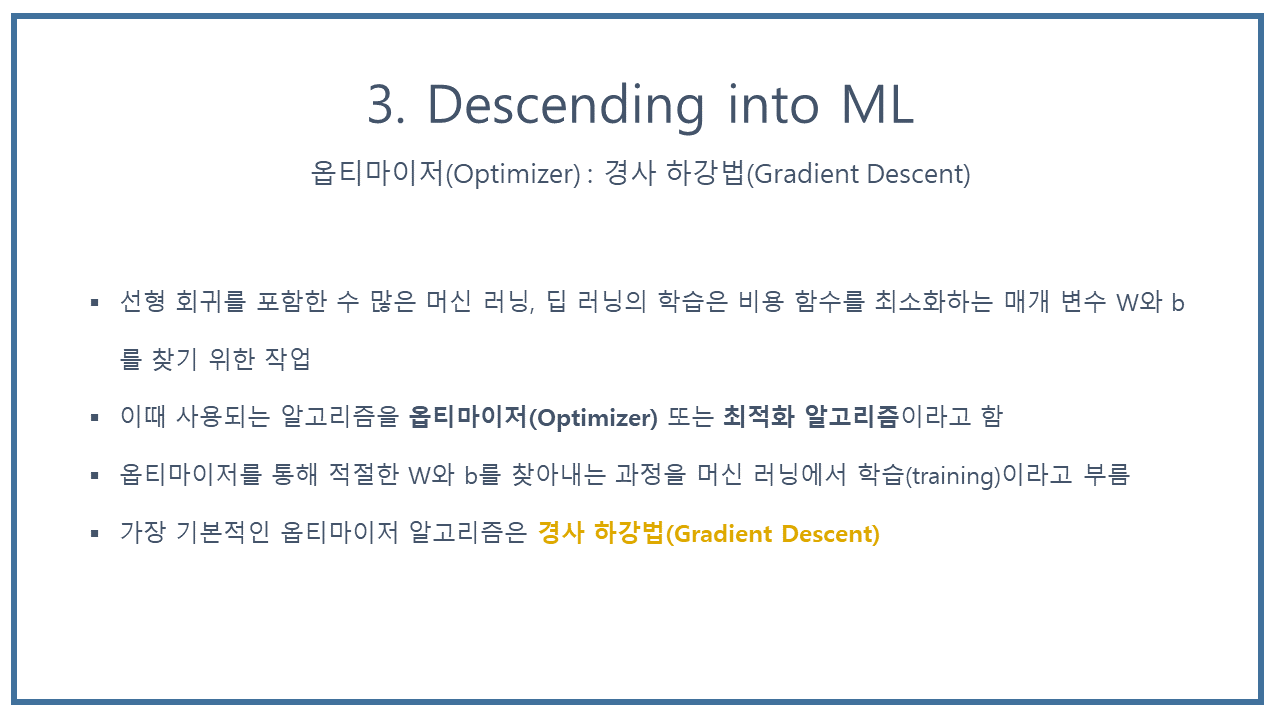 3. Descending into ML
옵티마이저(Optimizer) : 경사 하강법(Gradient Descent)
▪ 선형 회귀를 포함한 수 많은 머신 러닝, 딥 러닝의 학습은 비용 함수를 최소화하는 매개 변수 W와 b
를 찾기 위한 작업
▪ 이때 사용되는 알고리즘을 옵티마이저(Optimizer) 또는 최적화 알고리즘이라고 함
▪ 옵티마이저를 통해 적절한 W와 b를 찾아내는 과정을 머신 러닝에서 학습(training)이라고 부름
▪ 가장 기본적인 옵티마이저 알고리즘은 경사 하강법(Gradient Descent)